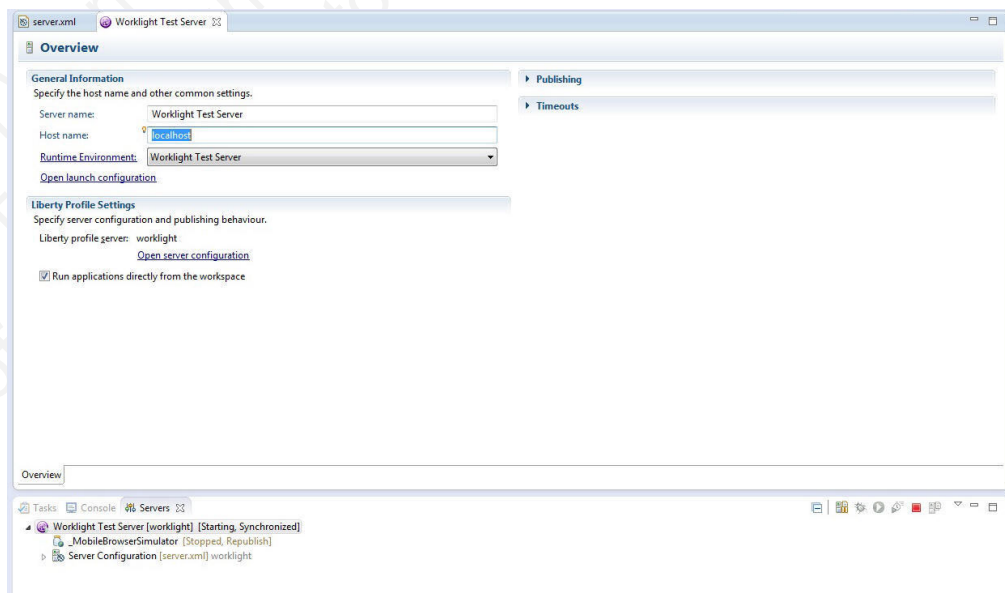 server.xml Worklight Test Server
Overview
General Information
Specify the host name and other common settings.
Server name: Worklight Test Server
Host name: localhost
Runtime Environment: Worklight Test Server
Open launch configuration
Publishing
Timeouts
Liberty Profile Settings
Specify server configuration and publishing behaviour.
Liberty profile server: worklight
Open server configuration
Run applications directly from the workspace
Overview
Tasks Console Servers
Worklight Test Server [worklight] [Starting, Synchronized]
_MobileBrowserSimulator [Stopped, Republish]
Server Configuration [server.xml] worklight